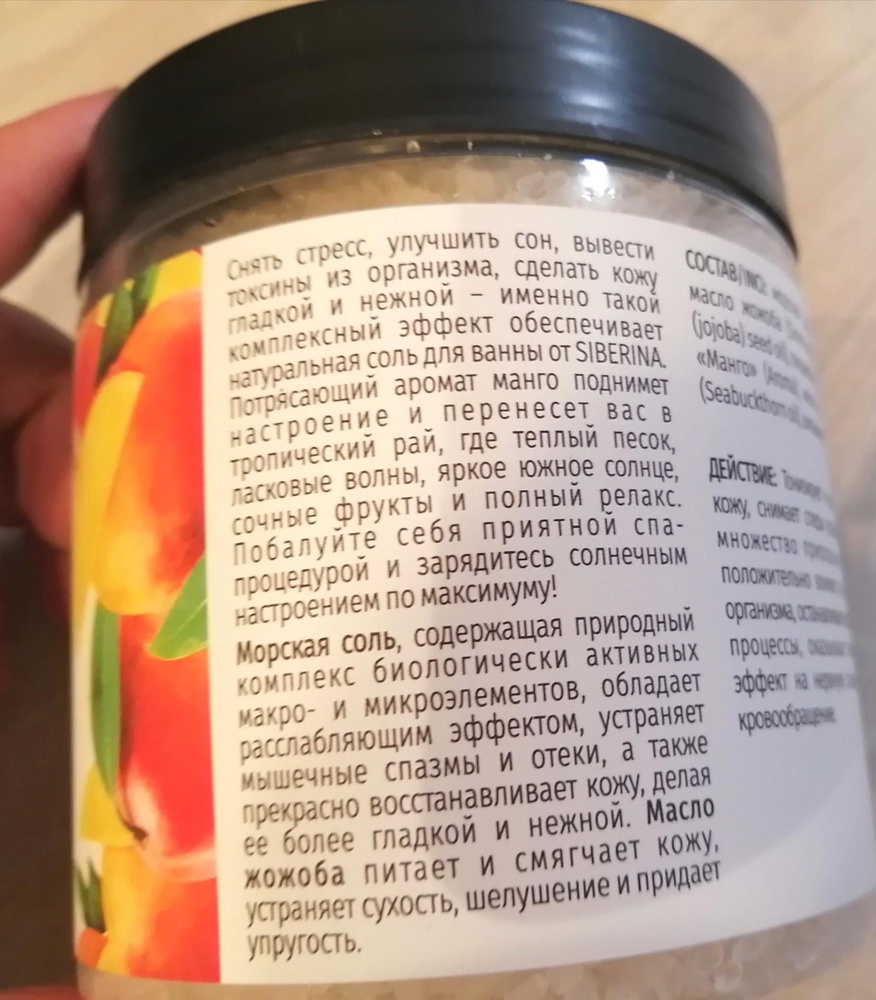 Снять стресс, улучшить сон, вывести
токсины из организма, сделать кожу
гладкой и нежной – именно такой
комплексный эффект обеспечивает
натуральная соль для ванны от SIBERINA.
Потрясающий аромат манго поднимет
настроение и перенесет вас в
тропический рай, где теплый песок,
ласковые волны, яркое южное солнце,
сочные фрукты и полный релакс.
Побалуйте себя приятной спа-
процедурой и зарядитесь солнечным
настроением по максимуму!
Морская соль, содержащая природный
комплекс биологически активных
макро- и микроэлементов, обладает
расслабляющим эффектом, устраняет
мышечные спазмы и отеки, а также
прекрасно восстанавливает кожу, делая
ее более гладкой и нежной. Масло
жожоба питает и смягчает кожу,
устраняет сухость, шелушение и придает
упругость.
СОСТАВ/ING:
масло жожоба
(jojoba) seed oil),
«Манго»
(Seabuckthorn oil),
ДЕЙСТВИЕ: Тонизирует
кожу, снимает
множество
положительно
организма,
процессы,
эффект на
кровообращение.